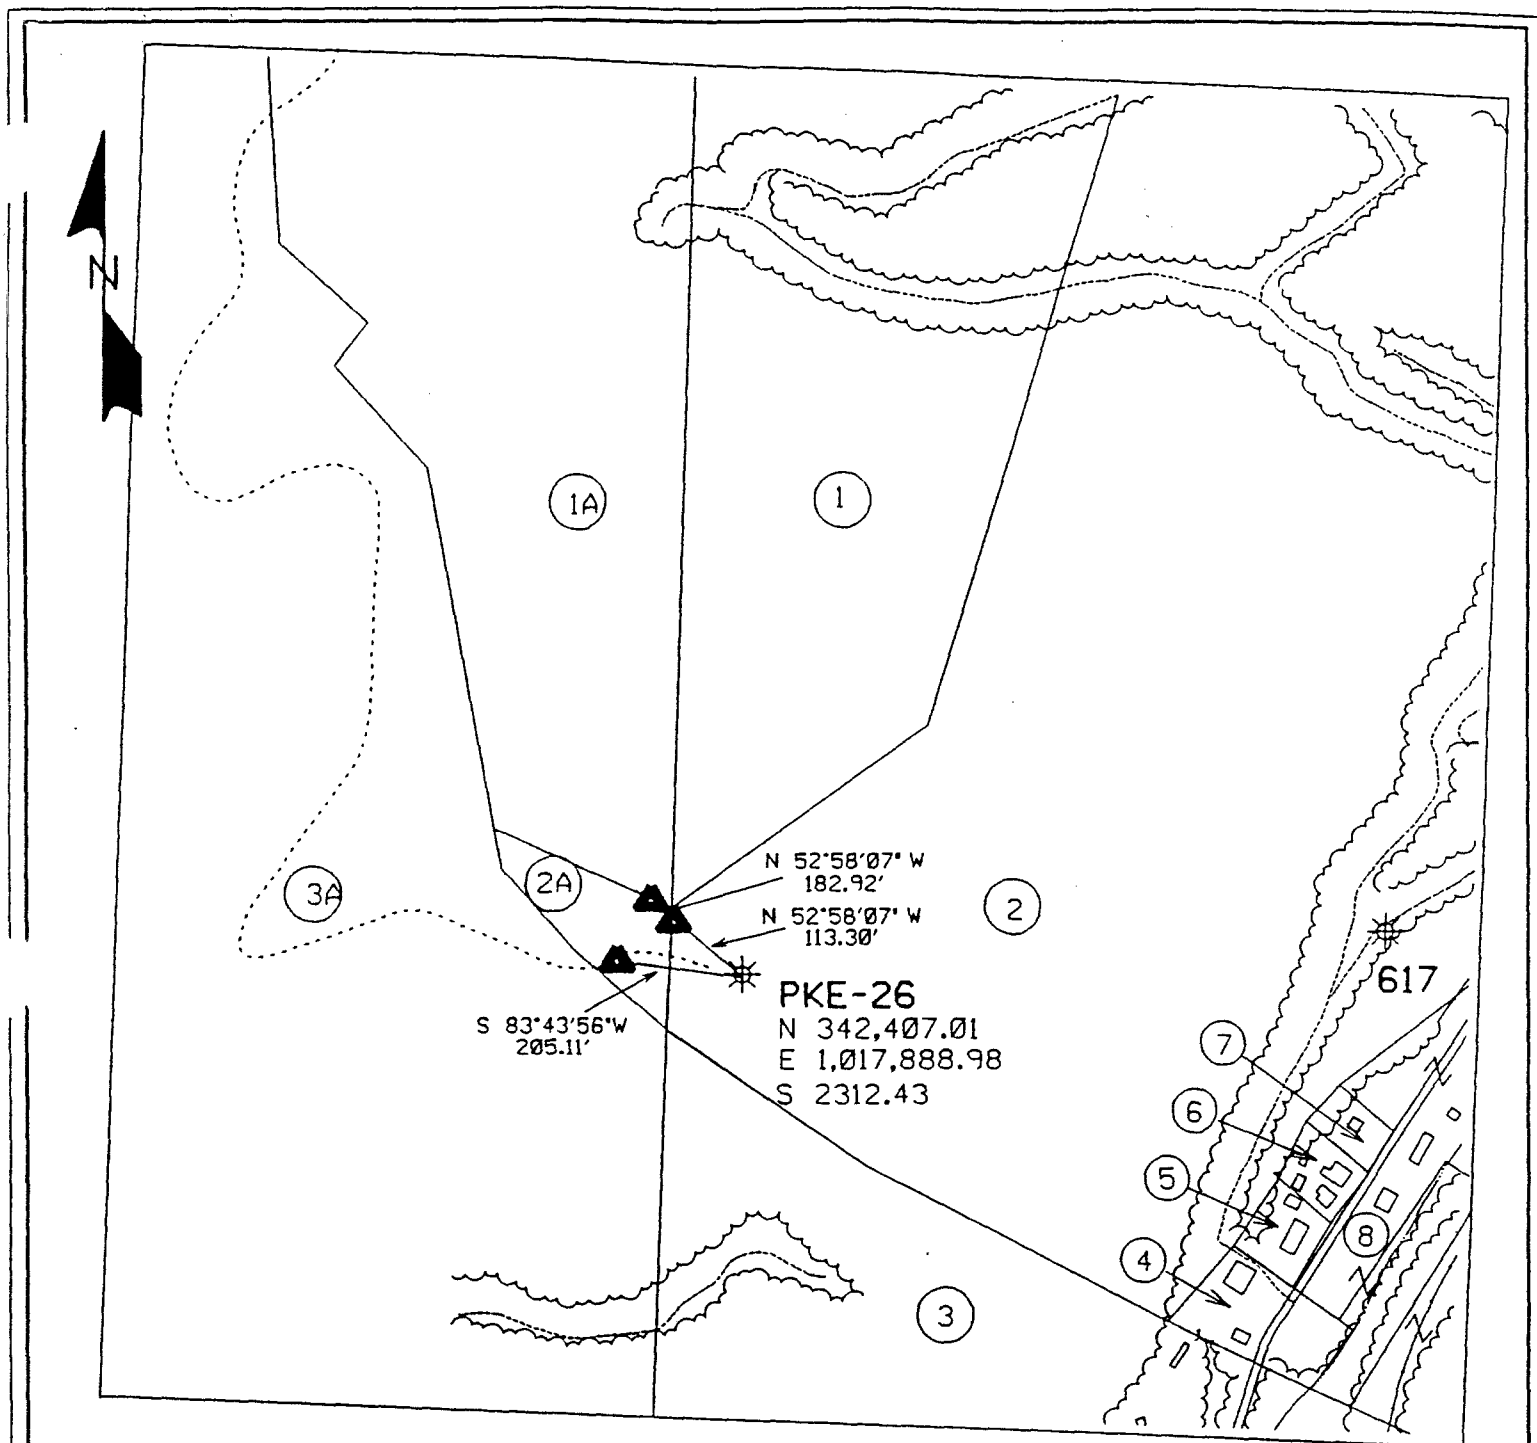 N
1A
1
3A
2A
N 52°58'07" W
182.92'
2
N 52°58'07" W
113.30'
S 83°43'56"W
205.11'
PKE-26
N 342,407.01
E 1,017,888.98
S 2312.43
617
7
6
5
8
4
3